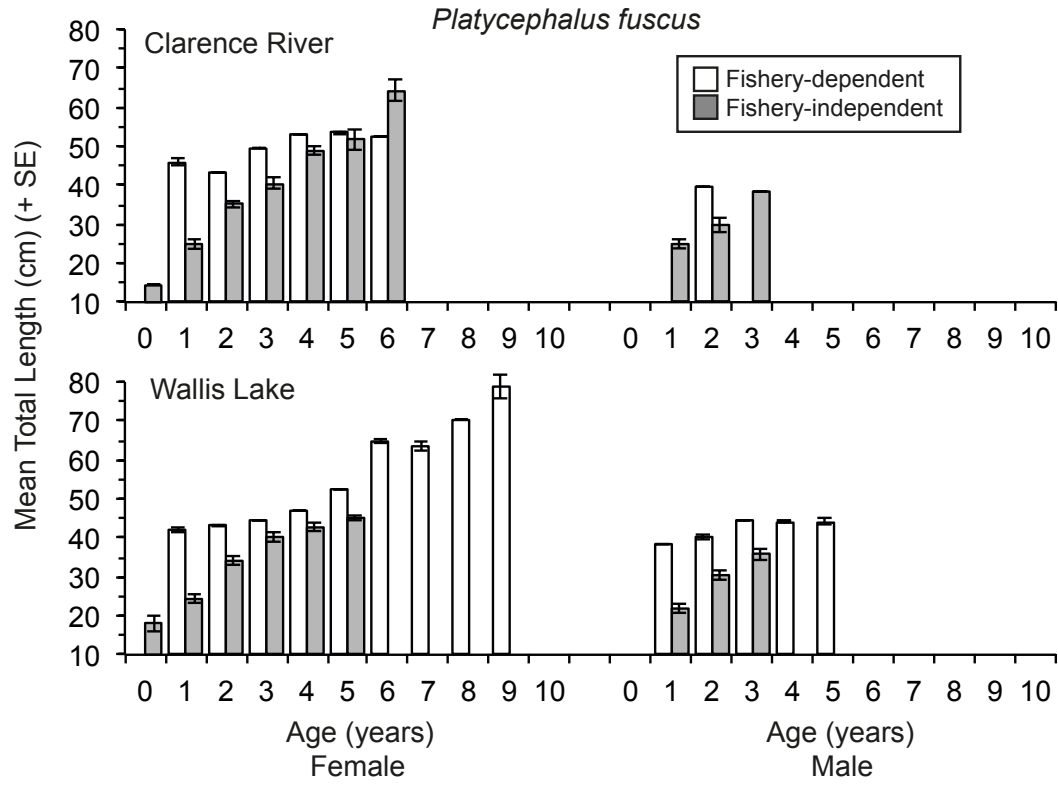 Platycephalus fuscus
Clarence River
Fishery-dependent
Fishery-independent
Mean Total Length (cm) (+ SE)
80
70
60
50
40
30
20
10
0 1 2 3 4 5 6 7 8 9 10 0 1 2 3 4 5 6 7 8 9 10
Wallis Lake
80
70
60
50
40
30
20
10
0 1 2 3 4 5 6 7 8 9 10 0 1 2 3 4 5 6 7 8 9 10
Age (years) Age (years)
Female Male